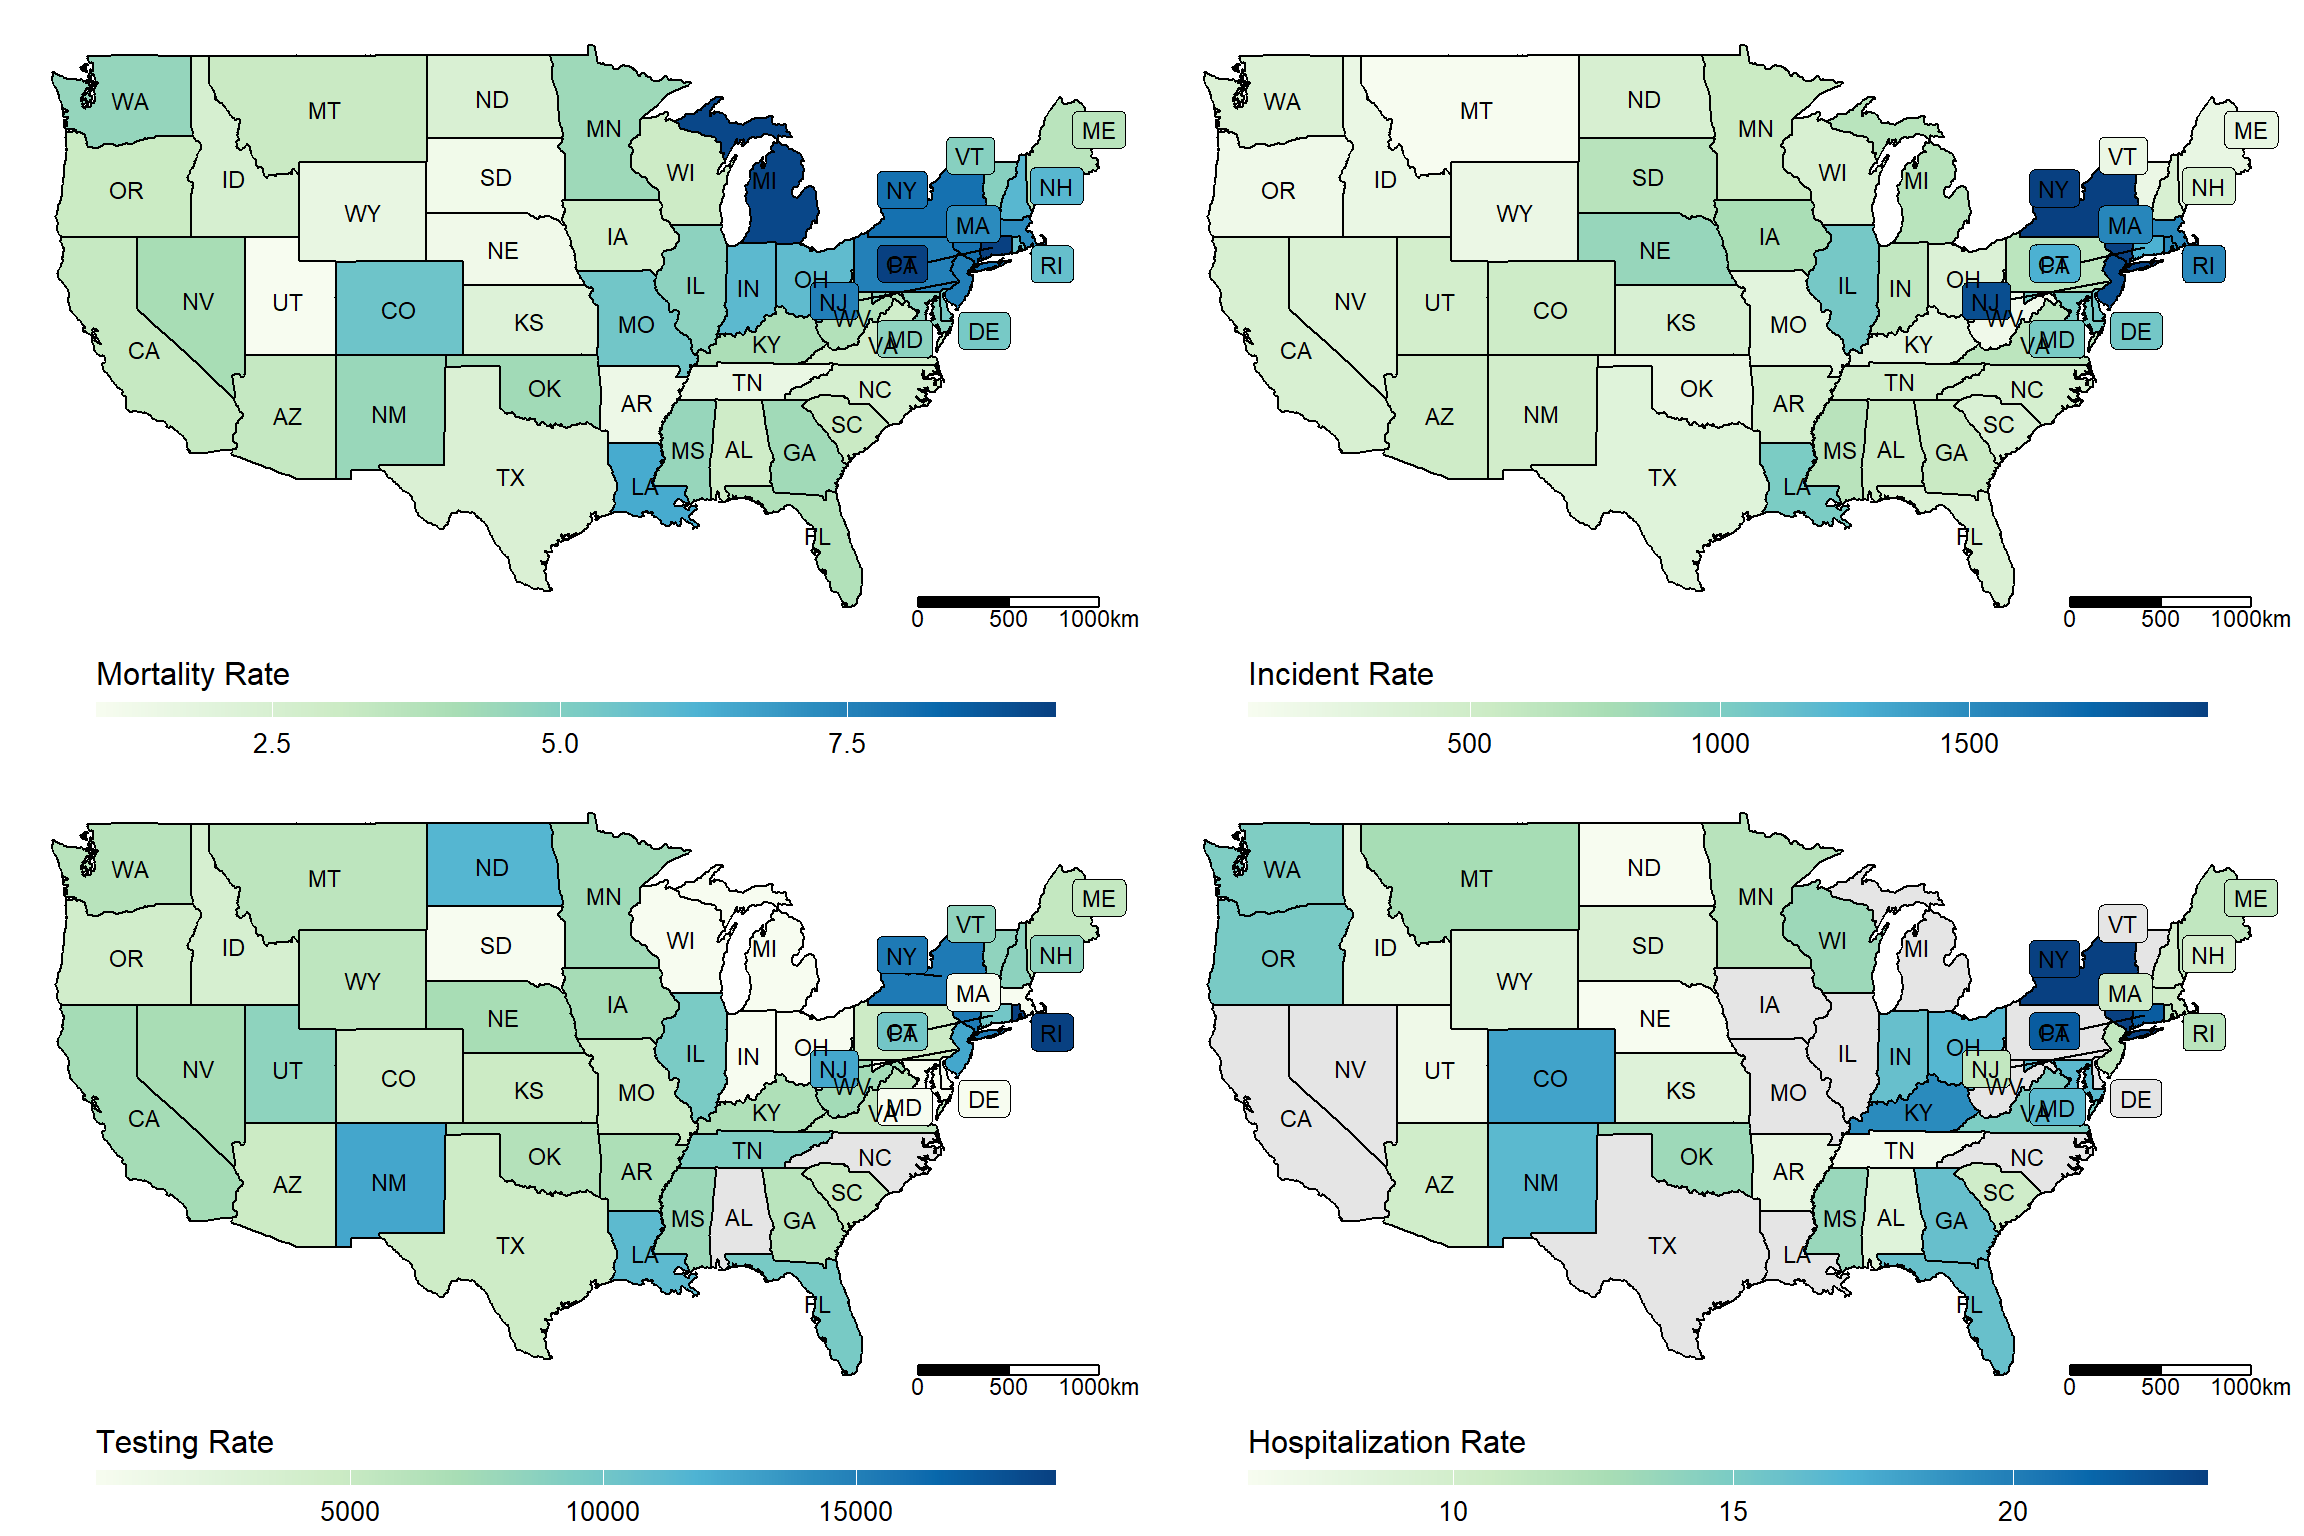 WA MT ND MN ME
VT
OR ID SD WI MI NY NH
WY MA
NE IA
NV UT CO IL IN OH CT PA RI
KS MO NJ
CA KY WV VA MD DE
AZ NM OK AR TN NC
SC
MS AL GA
TX LA
FL
0 500 1000km
Mortality Rate
2.5 5.0 7.5
WA MT ND MN ME
VT
OR ID SD WI MI NY NH
WY MA
NE IA
NV UT CO IL IN OH CT PA RI
KS MO NJ
CA KY WV VA MD DE
AZ NM OK AR TN NC
SC
MS AL GA
TX LA
FL
0 500 1000km
Incident Rate
500 1000 1500
WA MT ND MN ME
VT
OR ID SD WI MI NY NH
WY MA
NE IA
NV UT CO IL IN OH CT PA RI
KS MO NJ
CA KY WV VA MD DE
AZ NM OK AR TN NC
SC
MS AL GA
TX LA
FL
0 500 1000km
Testing Rate
5000 10000 15000
WA MT ND MN ME
VT
OR ID SD WI MI NY NH
WY MA
NE IA
NV UT CO IL IN OH CT PA RI
KS MO NJ
CA KY WV VA MD DE
AZ NM OK AR TN NC
SC
MS AL GA
TX LA
FL
0 500 1000km
Hospitalization Rate
10 15 20